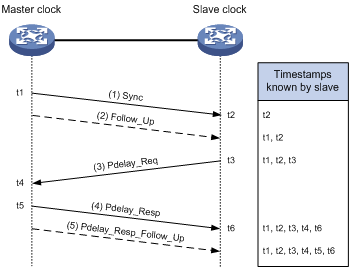 Master clock
Slave clock
Timestamps
known by slave
t1
(1) Sync
t2
t2
(2) Follow_Up
t1, t2
(3) Pdelay_Req
t3
t1, t2, t3
t4
t5
(4) Pdelay_Resp
t6
t1, t2, t3, t4, t6
(5) Pdelay_Resp_Follow_Up
t1, t2, t3, t4, t5, t6